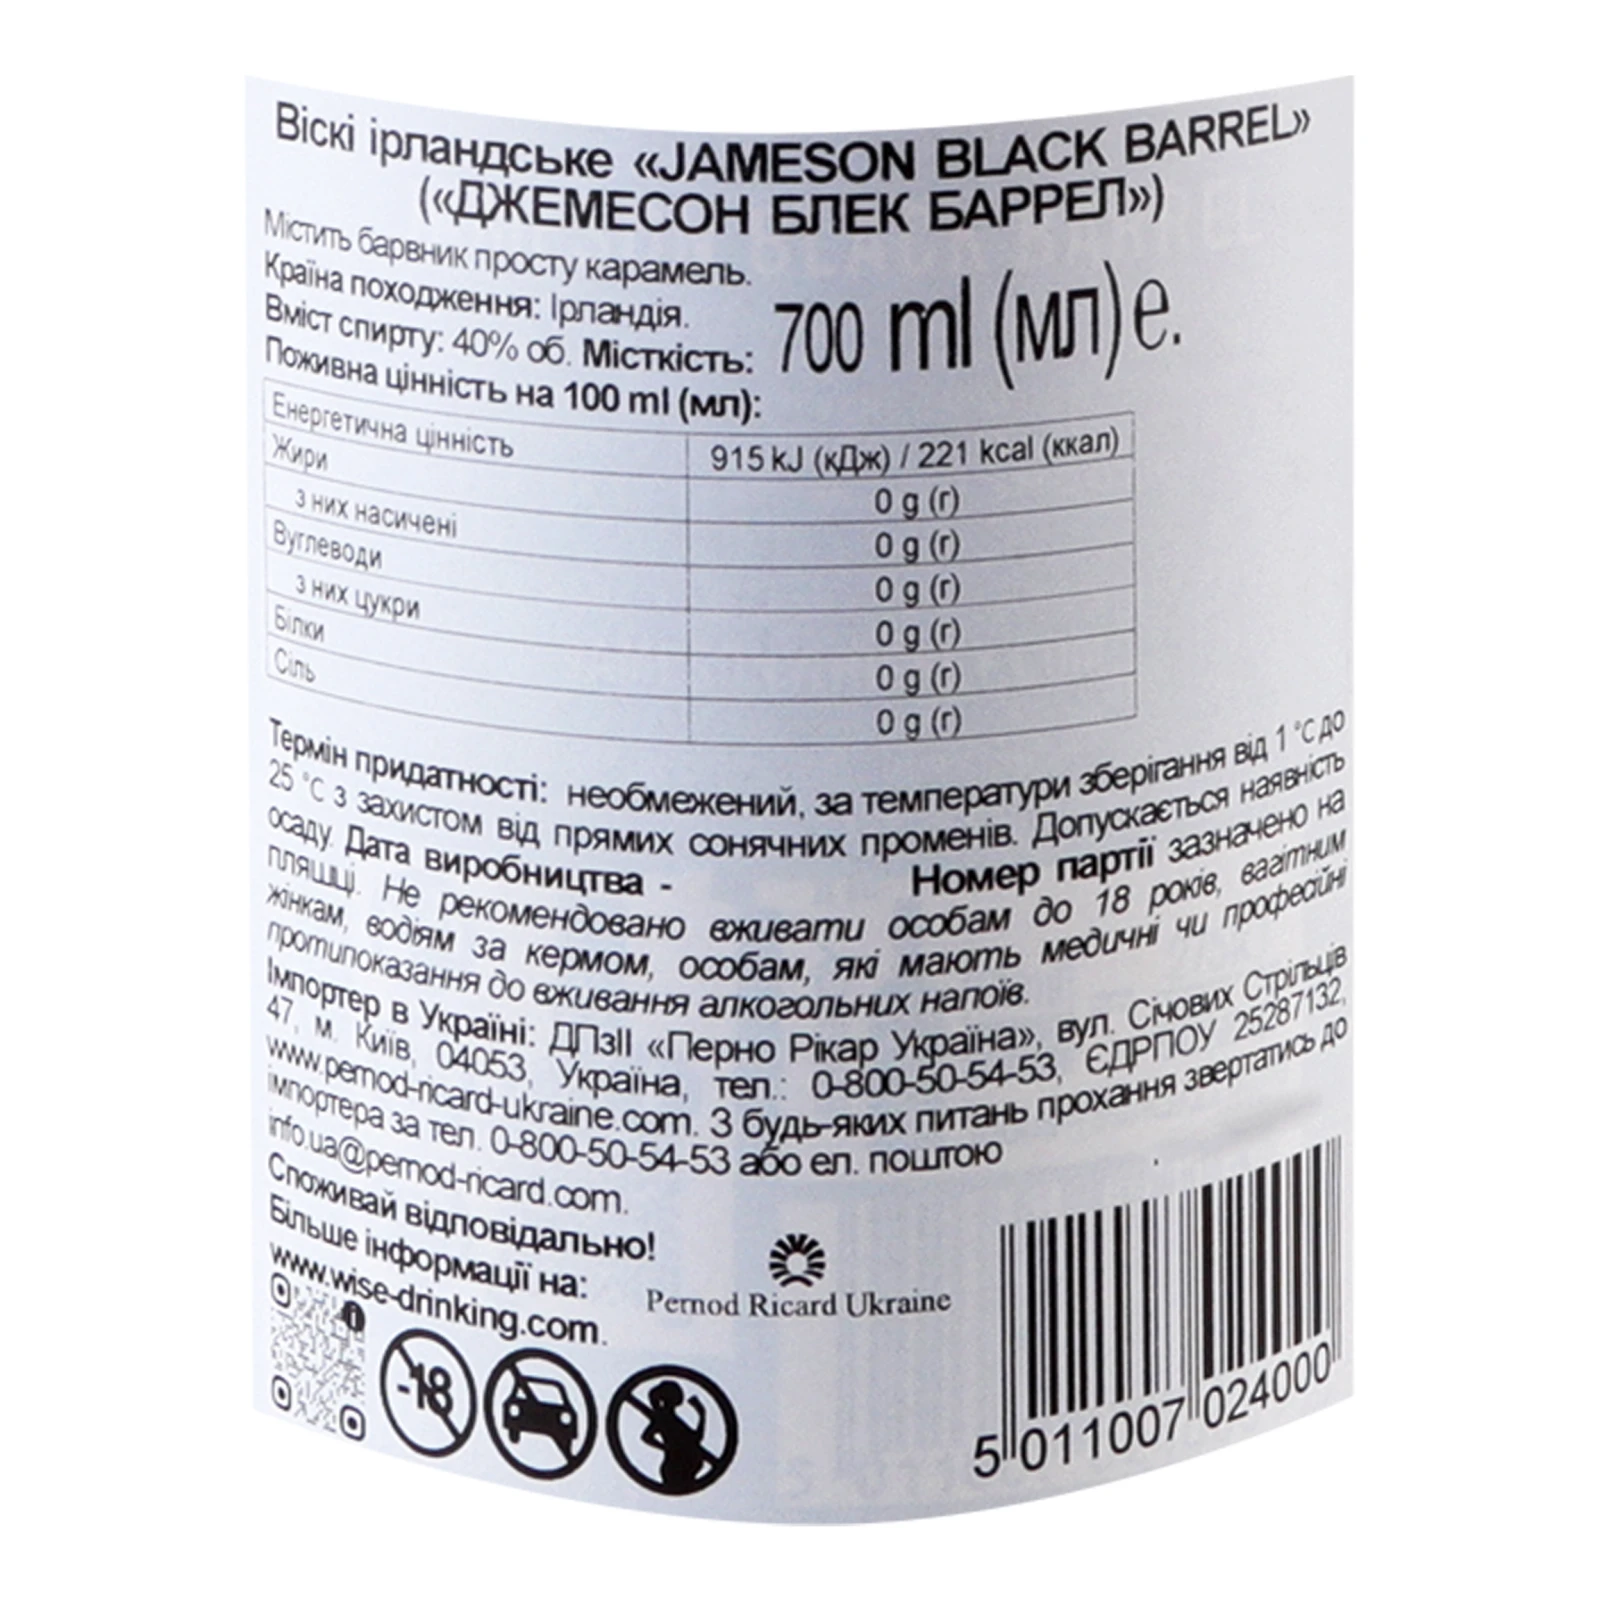 Віскі ірландське «JAMESON BLACK BARREL»
(«ДЖЕМЕСОН БЛЕК БАРРЕЛ»)
Містить барвник просту карамель.
Країна походження: Ірландія.
Вміст спирту: 40% об. Місткість: 700 ml (мл) е.
Поживна цінність на 100 ml (мл):
Енергетична цінність 915 kJ (кДж) / 221 kcal (ккал)
Жири 0 g (г)
з них насичені 0 g (г)
Вуглеводи 0 g (г)
з них цукри 0 g (г)
Білки 0 g (г)
Сіль 0 g (г)
Термін придатності: необмежений, за температури зберігання від 1 °C до
25 °C з захистом від прямих сонячних променів. Допускається наявність
осаду. Дата виробництва - Номер партії зазначено на
пляшці. Не рекомендовано вживати особам до 18 років, вагітним
жінкам, водіям за кермом, особам, які мають медичні чи професійні
протипоказання до вживання алкогольних напоїв.
Імпортер в Україні: ДПзІІ «Перно Рікар Україна», вул. Січових Стрільців
47, м. Київ, 04053, Україна, тел.: 0-800-50-54-53, ЄДРПОУ 25287132,
www.pernod-ricard-ukraine.com. З будь-яких питань прохання звертатись до
імпортера за тел. 0-800-50-54-53 або ел. поштою
info.ua@pernod-ricard.com.
Споживай відповідально!
Більше інформації на:
www.wise-drinking.com.
Pernod Ricard Ukraine
-18
5 011007 024000